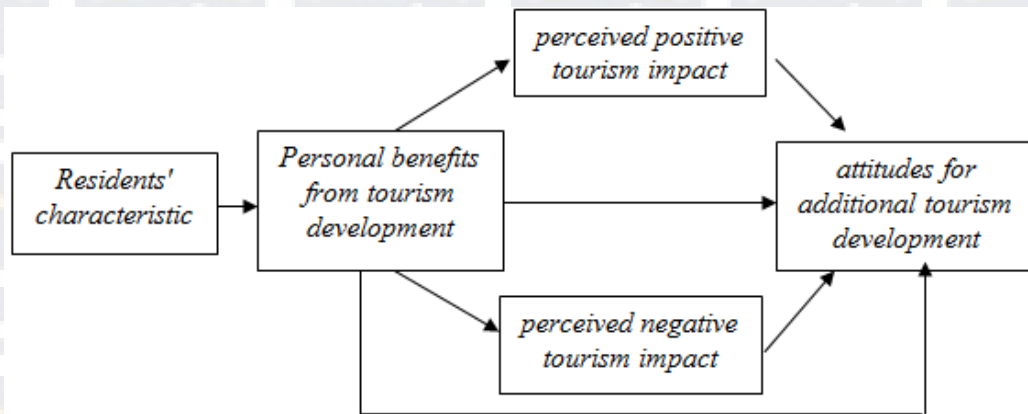 perceived positive
tourism impact
Residents'
characteristic
Personal benefits
from tourism
development
attitudes for
additional tourism
development
perceived negative
tourism impact